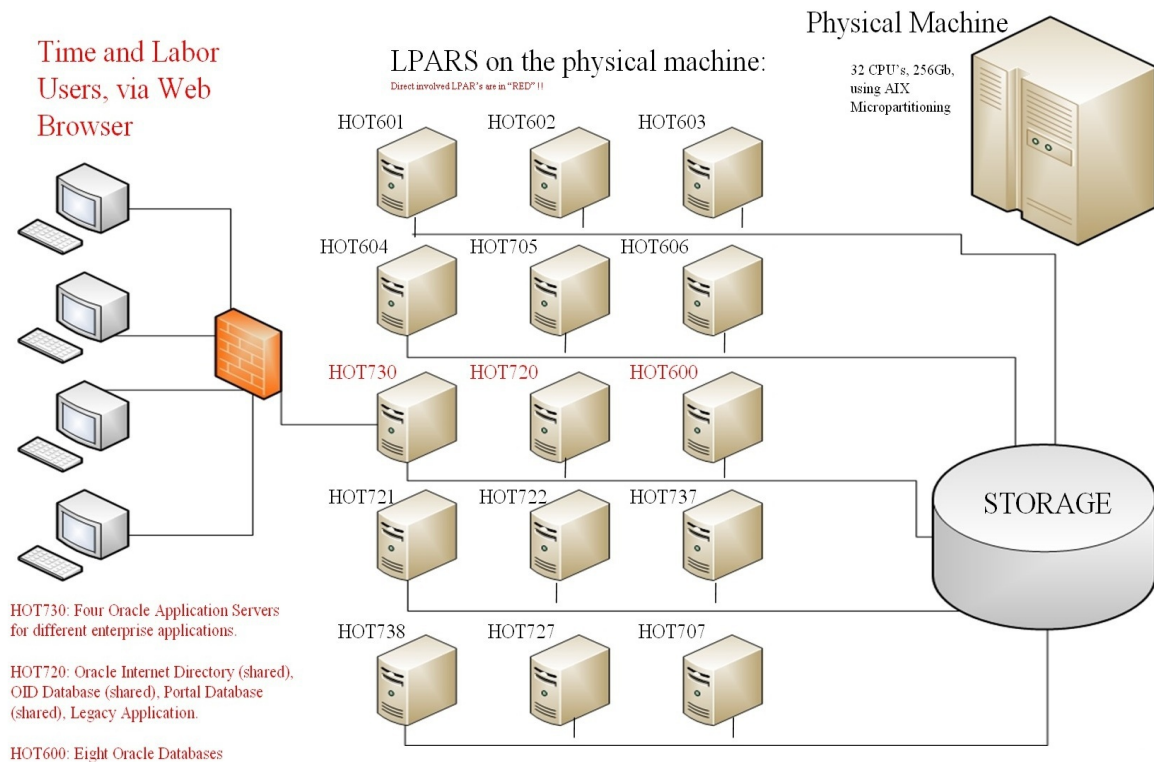 Physical Machine
32 CPU's, 256Gb,
using AIX
Micropartitioning
Time and Labor
Users, via Web
Browser
LPARS on the physical machine:
Direct involved LPAR's are in "RED" !!
HOT601 HOT602 HOT603
HOT604 HOT705 HOT606
HOT730 HOT720 HOT600
HOT721 HOT722 HOT737
HOT738 HOT727 HOT707
STORAGE
HOT730: Four Oracle Application Servers
for different enterprise applications.
HOT720: Oracle Internet Directory (shared),
OID Database (shared), Portal Database
(shared), Legacy Application.
HOT600: Eight Oracle Databases